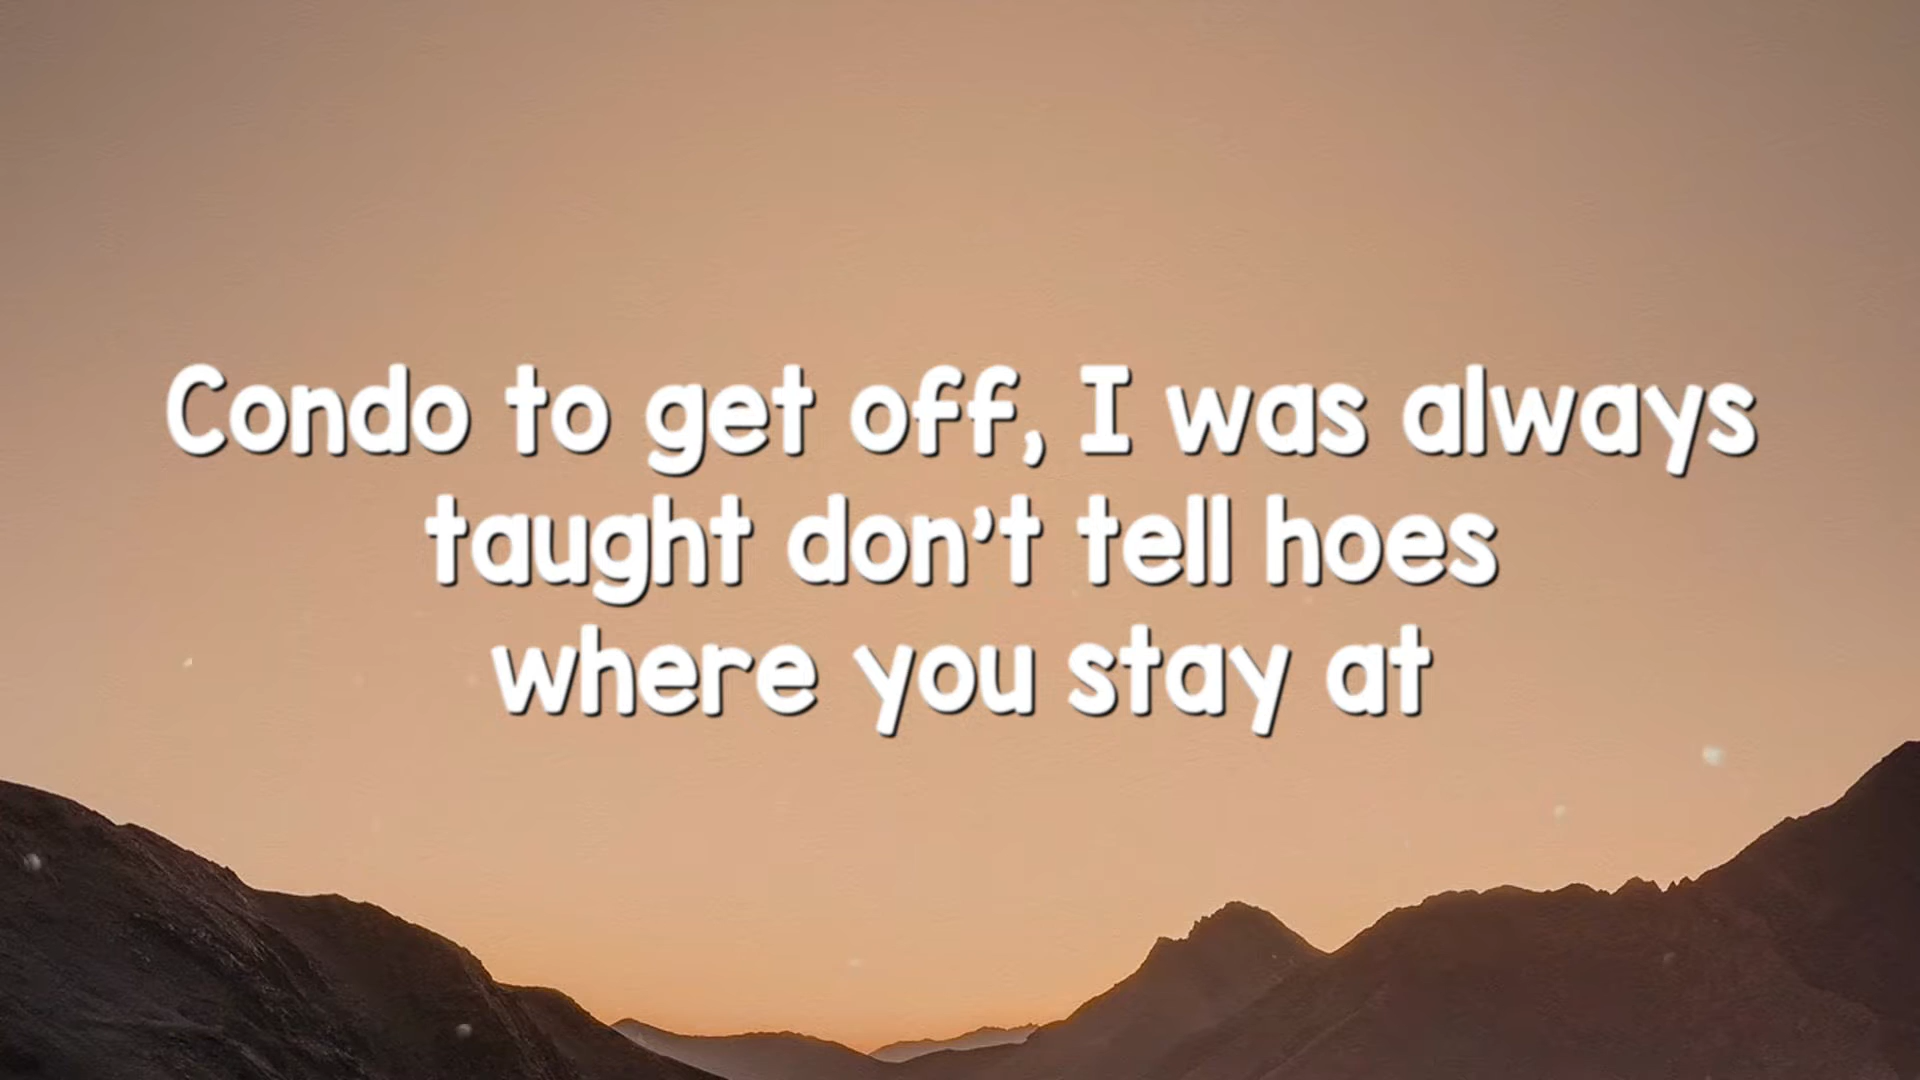 Condo to get off, I was always
taught don't tell hoes
where you stay at